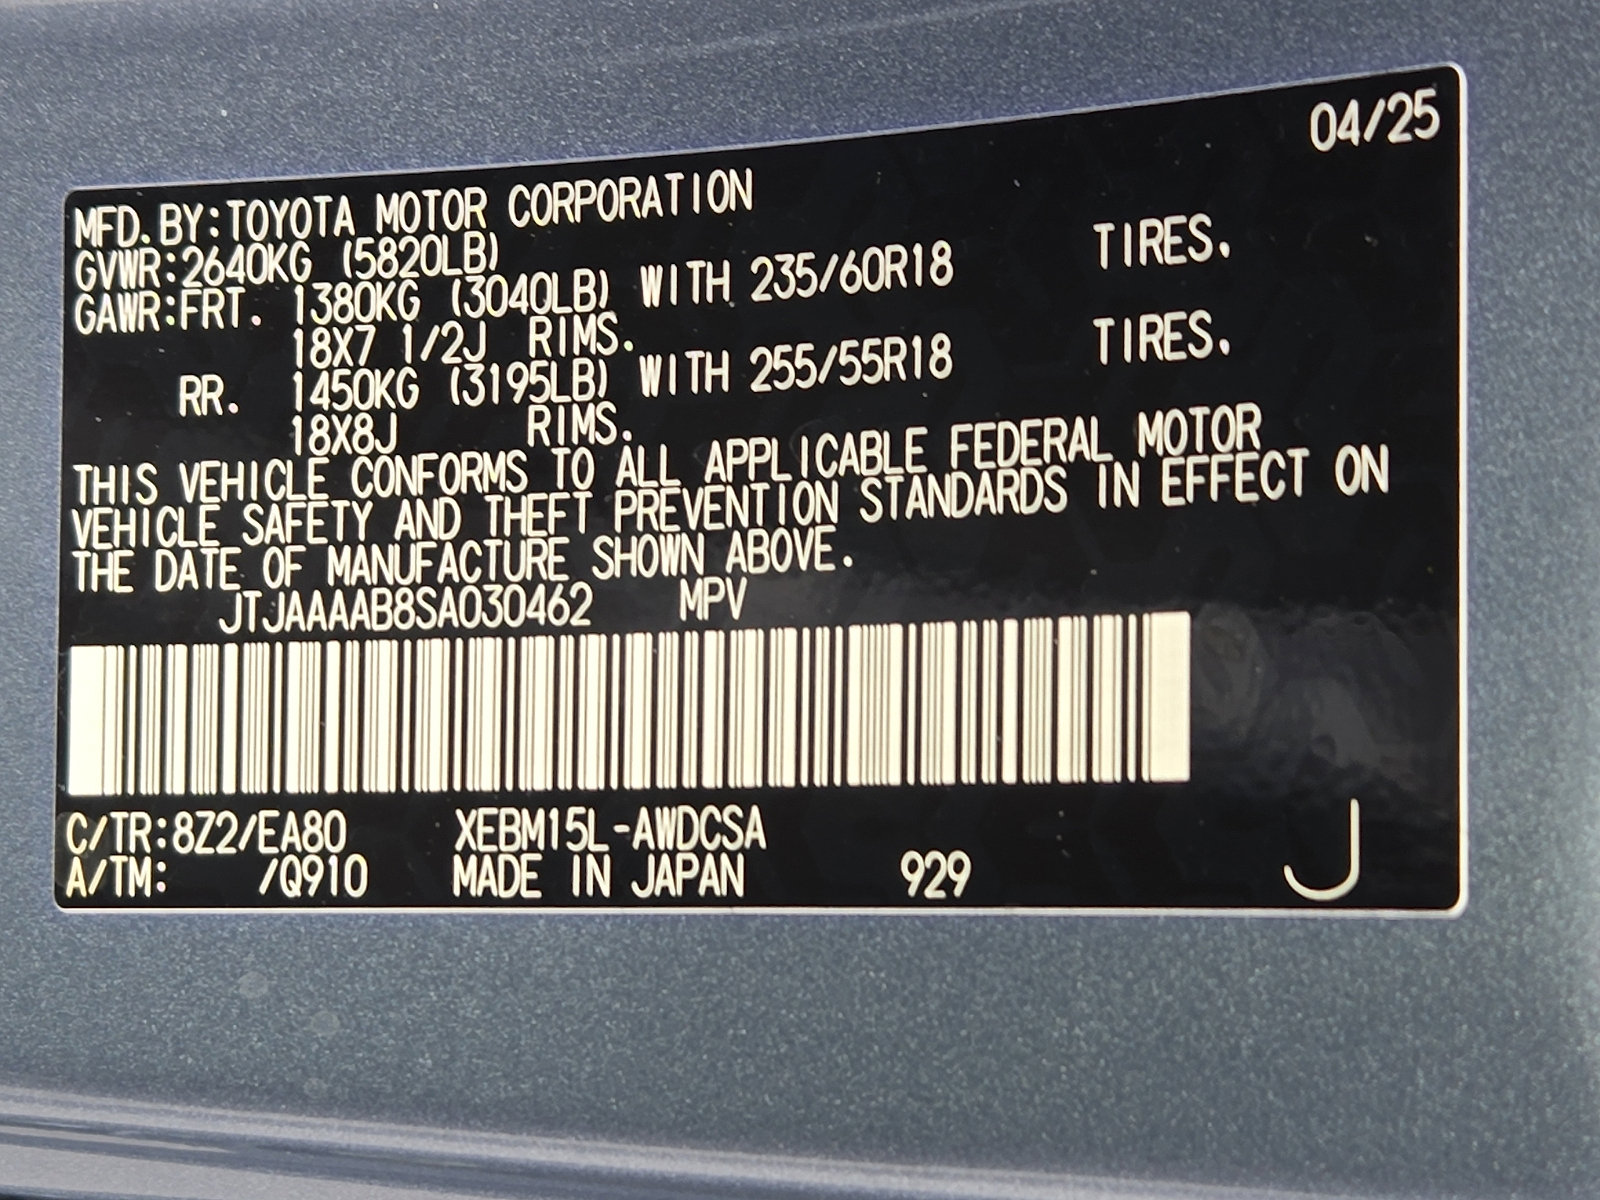 04/25
MFD. BY:TOYOTA MOTOR CORPORATION
GVWR:2640KG (5820LB)
GAWR:FRT. 1380KG (3040LB) WITH 235/60R18 TIRES.
18X7 1/2J RIMS.
RR. 1450KG (3195LB) WITH 255/55R18 TIRES.
18X8J RIMS.
THIS VEHICLE CONFORMS TO ALL APPLICABLE FEDERAL MOTOR
VEHICLE SAFETY AND THEFT PREVENTION STANDARDS IN EFFECT ON
THE DATE OF MANUFACTURE SHOWN ABOVE.
JTJAAAAB8SA030462 MPV
C/TR:8Z2/EA80 XEBM15L-AWDCSA
A/TM: /Q910 MADE IN JAPAN 929 J